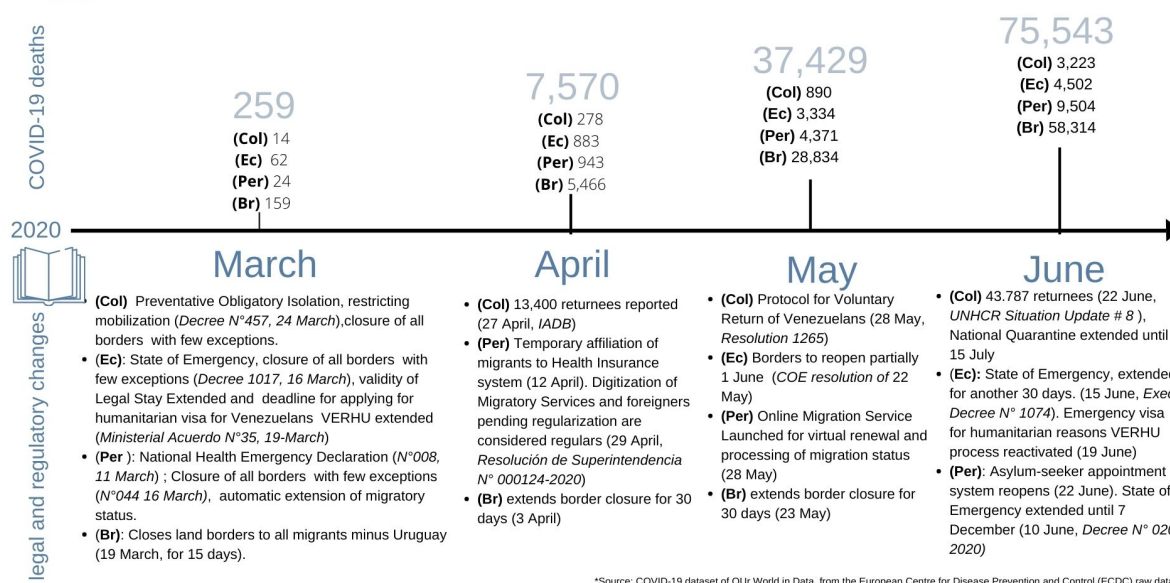 COVID-19 deaths
259
(Col) 14
(Ec) 62
(Per) 24
(Br) 159
7,570
(Col) 278
(Ec) 883
(Per) 943
(Br) 5,466
37,429
(Col) 890
(Ec) 3,334
(Per) 4,371
(Br) 28,834
75,543
(Col) 3,223
(Ec) 4,502
(Per) 9,504
(Br) 58,314
2020
legal and regulatory changes
March
• (Col) Preventative Obligatory Isolation, restricting
mobilization (Decree N°457, 24 March),closure of all
borders with few exceptions.
• (Ec): State of Emergency, closure of all borders with
few exceptions (Decree 1017, 16 March), validity of
Legal Stay Extended and deadline for applying for
humanitarian visa for Venezuelans VERHU extended
(Ministerial Acuerdo N°35, 19-March)
• (Per ): National Health Emergency Declaration (N°008,
11 March) ; Closure of all borders with few exceptions
(N°044 16 March), automatic extension of migratory
status.
• (Br): Closes land borders to all migrants minus Uruguay
(19 March, for 15 days).
April
• (Col) 13,400 returnees reported
(27 April, IADB)
• (Per) Temporary affiliation of
migrants to Health Insurance
system (12 April). Digitization of
Migratory Services and foreigners
pending regularization are
considered regulars (29 April,
Resolución de Superintendencia
N° 000124-2020)
• (Br) extends border closure for 30
days (3 April)
May
• (Col) Protocol for Voluntary
Return of Venezuelans (28 May,
Resolution 1265)
• (Ec) Borders to reopen partially
1 June (COE resolution of 22
May)
• (Per) Online Migration Service
Launched for virtual renewal and
processing of migration status
(28 May)
• (Br) extends border closure for
30 days (23 May)
June
• (Col) 43.787 returnees (22 June,
UNHCR Situation Update # 8 ),
National Quarantine extended until
15 July
• (Ec): State of Emergency, extende
for another 30 days. (15 June, Exe
Decree N° 1074). Emergency visa
for humanitarian reasons VERHU
process reactivated (19 June)
• (Per): Asylum-seeker appointment
system reopens (22 June). State of
Emergency extended until 7
December (10 June, Decree N° 020
2020)
*Source: COVID-19 dataset of OUr World in Data, from the European Centre for Disease Prevention and Control (ECDC) raw data